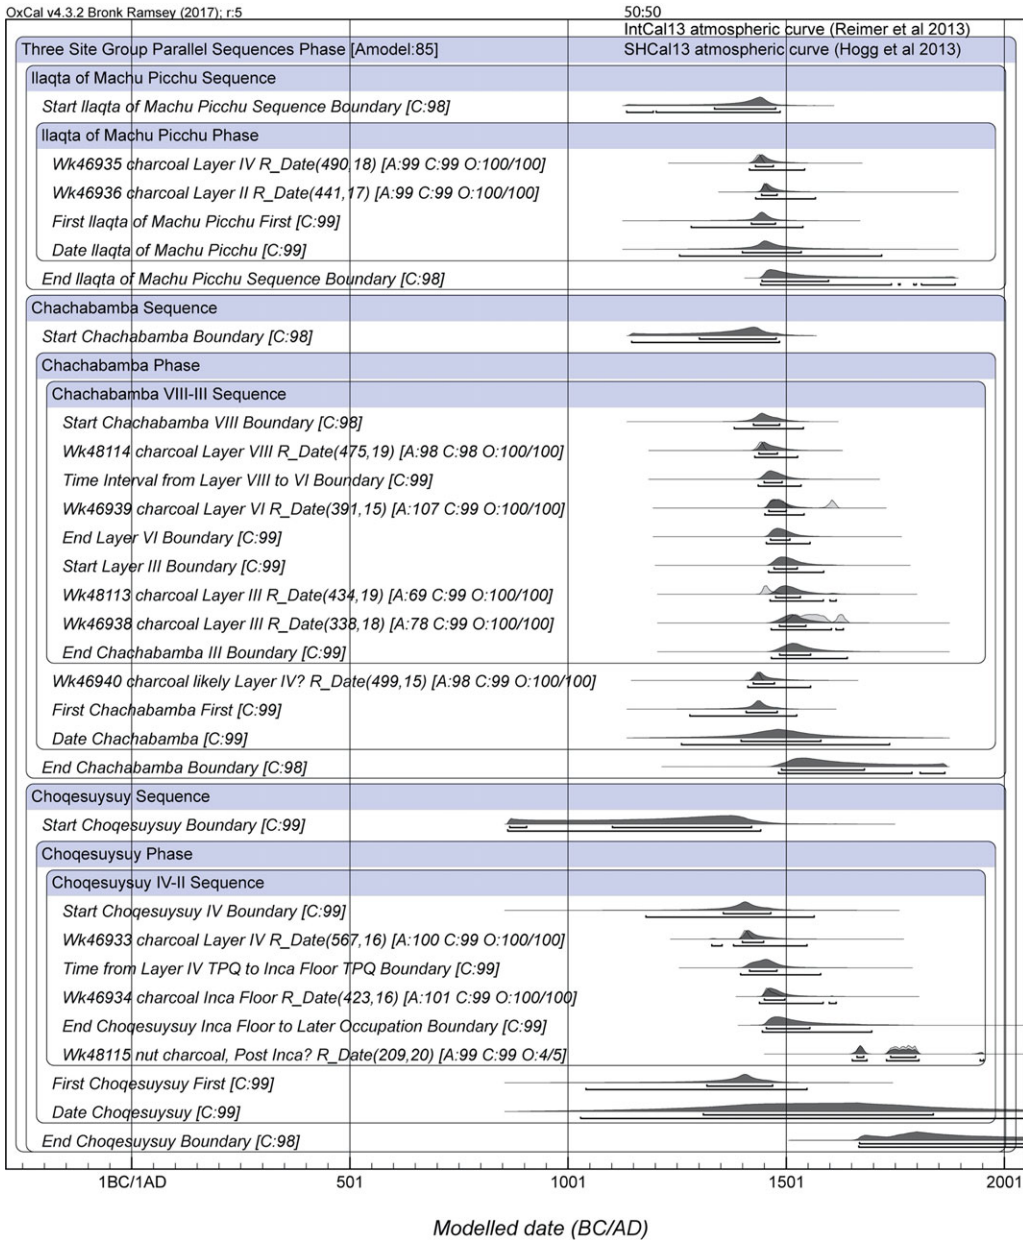 OxCal v4.3.2 Bronk Ramsey (2017); r:5
50:50
IntCal13 atmospheric curve (Reimer et al 2013)
Three Site Group Parallel Sequences Phase [Amodel:85]
SHCal13 atmospheric curve (Hogg et al 2013)
llaqta of Machu Picchu Sequence
Start llaqta of Machu Picchu Sequence Boundary [C:98]
llaqta of Machu Picchu Phase
Wk46935 charcoal Layer IV R_Date(490,18) [A:99 C:99 O:100/100]
Wk46936 charcoal Layer II R_Date(441,17) [A:99 C:99 O:100/100]
First llaqta of Machu Picchu First [C:99]
Date llaqta of Machu Picchu [C:99]
End llaqta of Machu Picchu Sequence Boundary [C:98]
Chachabamba Sequence
Start Chachabamba Boundary [C:98]
Chachabamba Phase
Chachabamba VIII-III Sequence
Start Chachabamba VIII Boundary [C:98]
Wk48114 charcoal Layer VIII R_Date(475,19) [A:98 C:98 O:100/100]
Time Interval from Layer VIII to VI Boundary [C:99]
Wk46939 charcoal Layer VI R_Date(391,15) [A:107 C:99 O:100/100]
End Layer VI Boundary [C:99]
Start Layer III Boundary [C:99]
Wk48113 charcoal Layer III R_Date(434,19) [A:69 C:99 O:100/100]
Wk46938 charcoal Layer III R_Date(338,18) [A:78 C:99 O:100/100]
End Chachabamba III Boundary [C:99]
Wk46940 charcoal likely Layer IV? R_Date(499,15) [A:98 C:99 O:100/100]
First Chachabamba First [C:99]
Date Chachabamba [C:99]
End Chachabamba Boundary [C:98]
Choqesuysuy Sequence
Start Choqesuysuy Boundary [C:99]
Choqesuysuy Phase
Choqesuysuy IV-II Sequence
Start Choqesuysuy IV Boundary [C:99]
Wk46933 charcoal Layer IV R_Date(567,16) [A:100 C:99 O:100/100]
Time from Layer IV TPQ to Inca Floor TPQ Boundary [C:99]
Wk46934 charcoal Inca Floor R_Date(423,16) [A:101 C:99 O:100/100]
End Choqesuysuy Inca Floor to Later Occupation Boundary [C:99]
Wk48115 nut charcoal, Post Inca? R_Date(209,20) [A:99 C:99 O:4/5]
First Choqesuysuy First [C:99]
Date Choqesuysuy [C:99]
End Choqesuysuy Boundary [C:98]
1BC/1AD 501 1001 1501 2001
Modelled date (BC/AD)